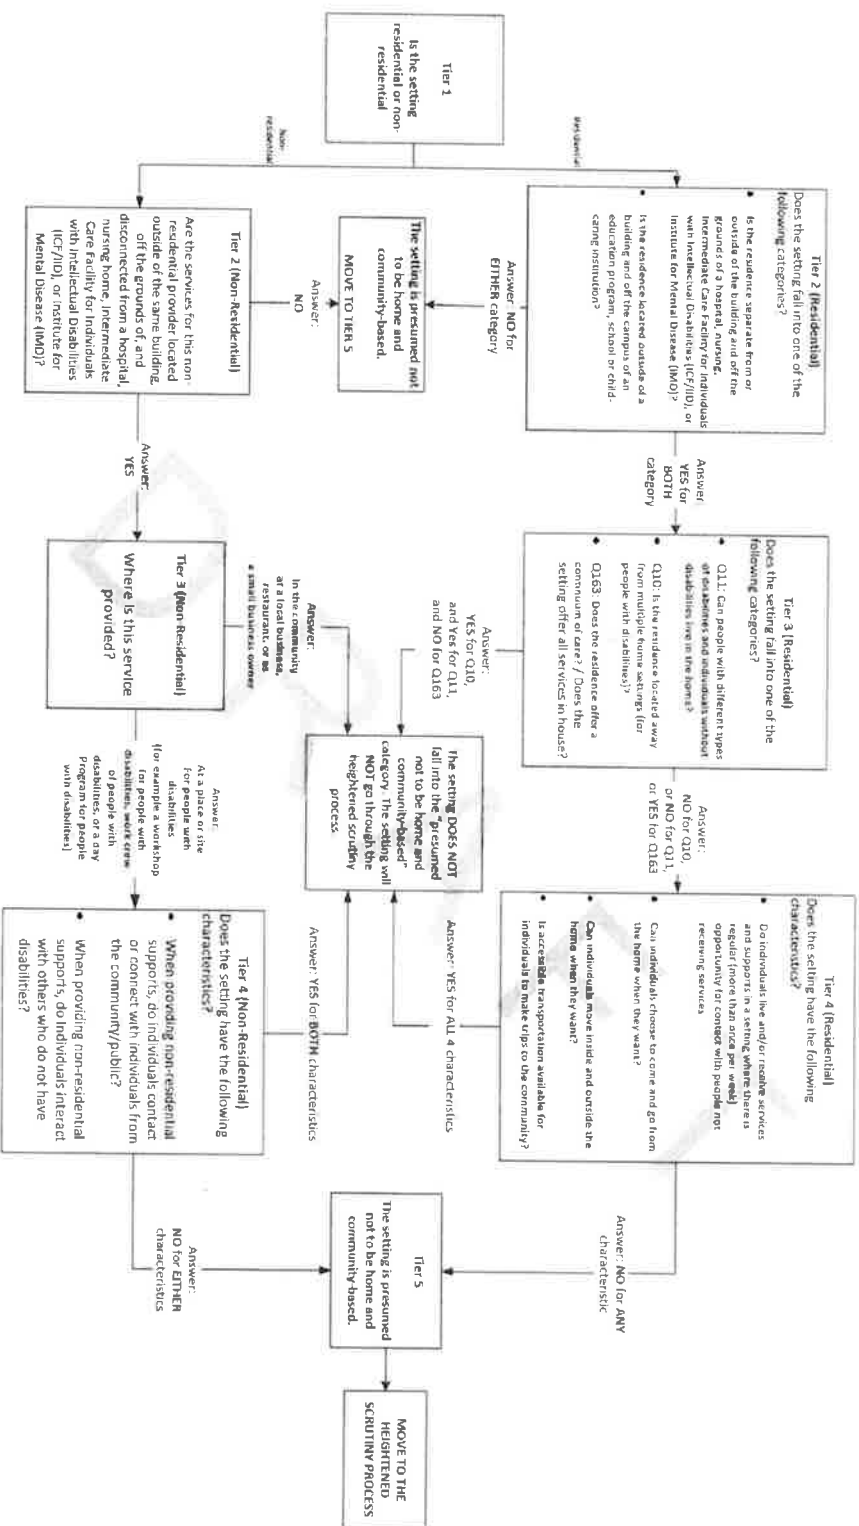 Tier 1
Is the setting
residential or non-
residential
Residential
Non-
residential
Tier 2 (Residential)
Does the setting fall into one of the
following categories?
• Is the residence separate from or
outside of the building and off the
grounds of a hospital, nursing,
Intermediate Care Facility for Individuals
with Intellectual Disabilities (ICF/IID), or
Institute for Mental Disease (IMD)?
• Is the residence located outside of a
building and off the campus of an
education program, school or child-
caring institution?
Answer: NO for
EITHER category
The setting is presumed not
to be home and
community-based.
MOVE TO TIER 5
Answer:
NO
Tier 2 (Non-Residential)
Are the services for this non-
residential provider located
outside of the same building,
off the grounds of, and
disconnected from a hospital,
nursing home, Intermediate
Care Facility for Individuals
with Intellectual Disabilities
(ICF/IID), or Institute for
Mental Disease (IMD)?
Answer
YES for
BOTH
category
Answer:
YES
Tier 3 (Residential)
Does the setting fall into one of the
following categories?
• Q11: Can people with different types
of disabilities and individuals without
disabilities live in the home?
• Q10: Is the residence located away
from multiple home settings (for
people with disabilities)?
• Q163: Does the residence offer a
continuum of care? / Does the
setting offer all services in house?
Answer:
YES for Q10,
and Yes for Q11,
and NO for Q163
Answer:
In the community
at a local business,
restaurant, or as
a small business owner
Tier 3 (Non-Residential)
Where is this service
provided?
Answer:
NO for Q10,
or NO for Q11,
or YES for Q163
The setting DOES NOT
fall into the "presumed
not to be home and
community-based"
category. The setting will
NOT go through the
heightened scrutiny
process
Answer:
At a place or site
for people with
disabilities
(for example a workshop
for people with
disabilities, work crew
of people with
disabilities, or a day
Program for people
with disabilities)
Tier 4 (Residential)
Does the setting have the following
characteristics?
• Do individuals live and/or receive services
and supports in a setting where there is
regular (more than once per week)
opportunity for contact with people not
receiving services
• Can individuals choose to come and go from
the home when they want?
• Can individuals move inside and outside the
home when they want?
• Is accessible transportation available for
individuals to make trips to the community?
Answer: YES for ALL 4 characteristics
Answer: YES for BOTH characteristics
Tier 4 (Non-Residential)
Does the setting have the following
characteristics?
• When providing non-residential
supports, do individuals contact
or connect with individuals from
the community/public?
• When providing non-residential
supports, do Individuals interact
with others who do not have
disabilities?
Answer: NO for ANY
characteristic
Tier 5
The setting is presumed
not to be home and
community-based.
Answer:
NO for EITHER
characteristics
MOVE TO THE
HEIGHTENED
SCRUTINY PROCESS